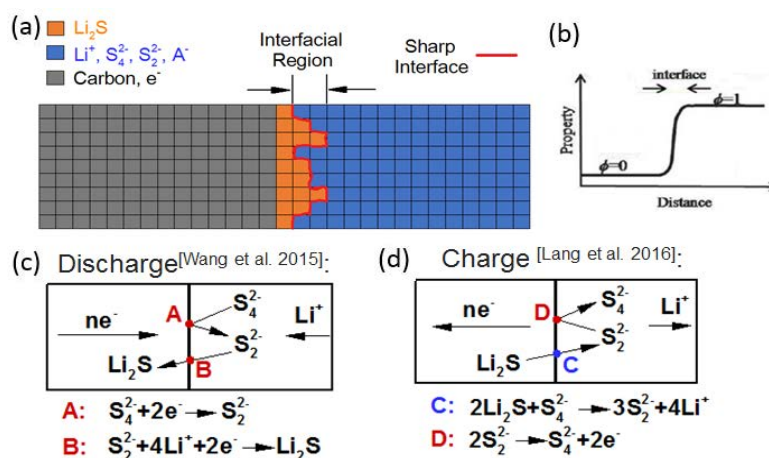 (a)
Li₂S
Li⁺, S₄²⁻, S₂²⁻, A⁻
Carbon, e⁻
Interfacial
Region
Sharp
Interface
(b)
Property
interface
ϕ=1
ϕ=0
Distance
(c) Discharge[Wang et al. 2015]:
ne⁻
A
S₄²⁻
S₂²⁻
Li⁺
Li₂S
B
A: S₄²⁻+2e⁻→S₂²⁻
B: S₂²⁻+4Li⁺+2e⁻→Li₂S
(d) Charge [Lang et al. 2016]:
ne⁻
D
S₄²⁻
S₂²⁻
Li⁺
Li₂S
C
C: 2Li₂S+S₄²⁻→3S₂²⁻+4Li⁺
D: 2S₂²⁻→S₄²⁻+2e⁻